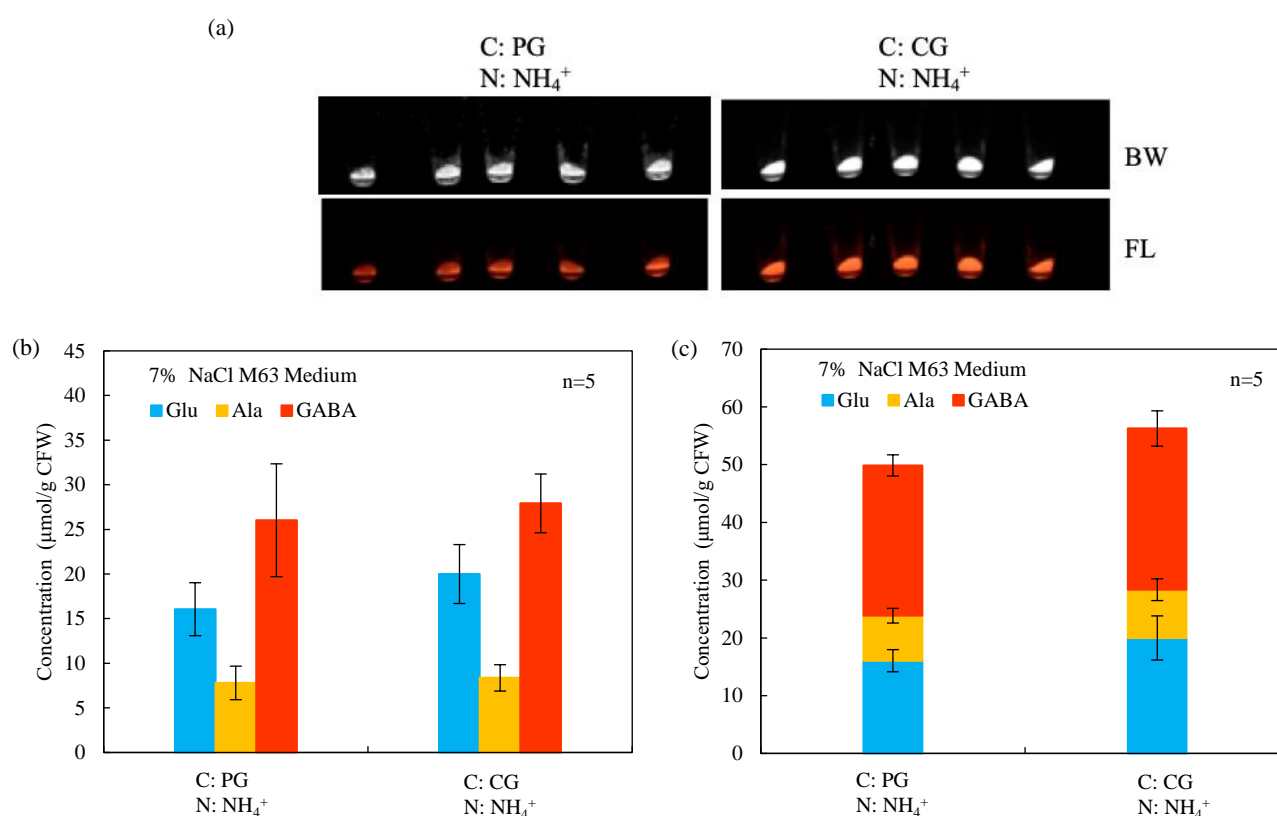 (a)
C: PG
N: NH₄⁺
C: CG
N: NH₄⁺
BW
FL
(b)
45
40
35
30
25
20
15
10
5
0
Concentration (μmol/g CFW)
7% NaCl M63 Medium
n=5
Glu Ala GABA
C: PG
N: NH₄⁺
C: CG
N: NH₄⁺
(c)
70
60
50
40
30
20
10
0
Concentration (μmol/g CFW)
7% NaCl M63 Medium
n=5
Glu Ala GABA
C: PG
N: NH₄⁺
C: CG
N: NH₄⁺